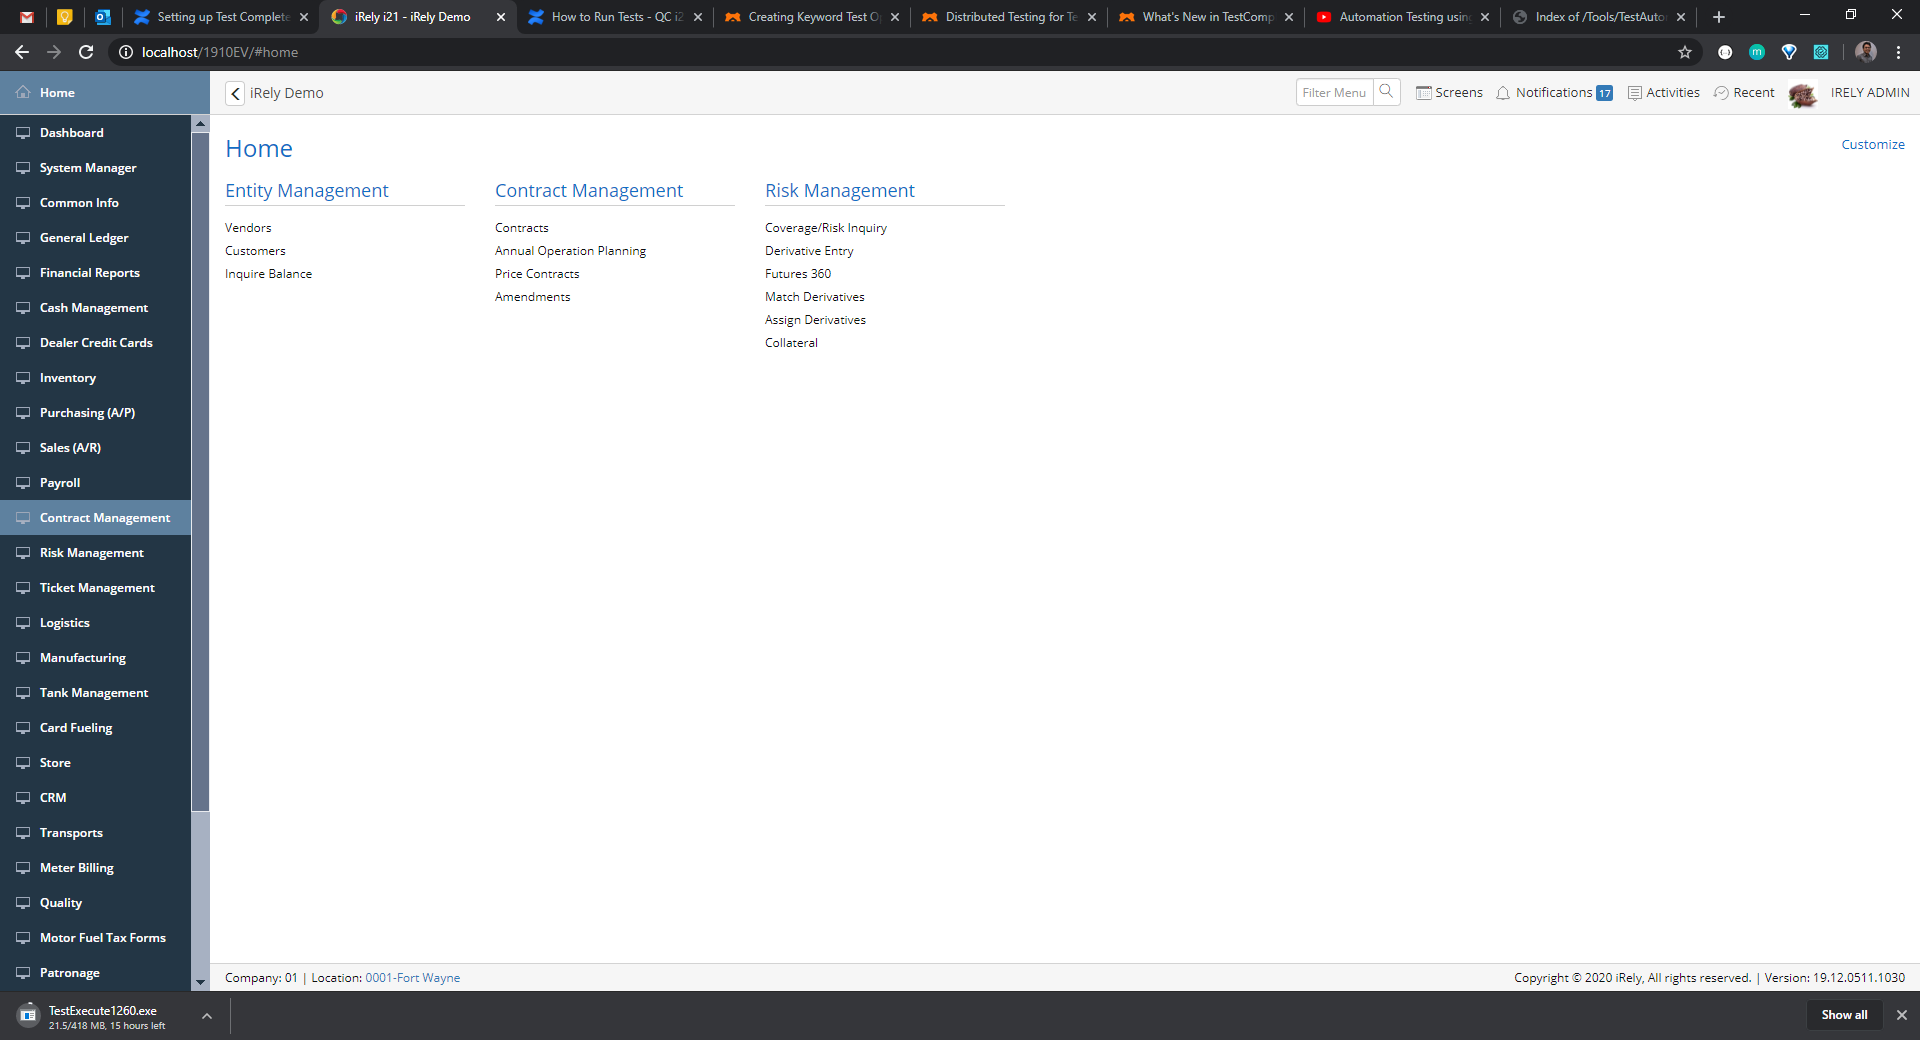 Setting up Test Complete
iRely i21 - iRely Demo
How to Run Tests - QC i2
Creating Keyword Test O
Distributed Testing for Te
What's New in TestComp
Automation Testing using
Index of /Tools/TestAuto
localhost/1910EV/#home
Home
iRely Demo
Filter Menu
Screens
Notifications 17
Activities
Recent
IRELY ADMIN
Dashboard
System Manager
Common Info
General Ledger
Financial Reports
Cash Management
Dealer Credit Cards
Inventory
Purchasing (A/P)
Sales (A/R)
Payroll
Contract Management
Risk Management
Ticket Management
Logistics
Manufacturing
Tank Management
Card Fueling
Store
CRM
Transports
Meter Billing
Quality
Motor Fuel Tax Forms
Patronage
Home
Customize
Entity Management
Vendors
Customers
Inquire Balance
Contract Management
Contracts
Annual Operation Planning
Price Contracts
Amendments
Risk Management
Coverage/Risk Inquiry
Derivative Entry
Futures 360
Match Derivatives
Assign Derivatives
Collateral
Company: 01 | Location: 0001-Fort Wayne
Copyright © 2020 iRely, All rights reserved. | Version: 19.12.0511.1030
TestExecute1260.exe
21.5/418 MB, 15 hours left
Show all